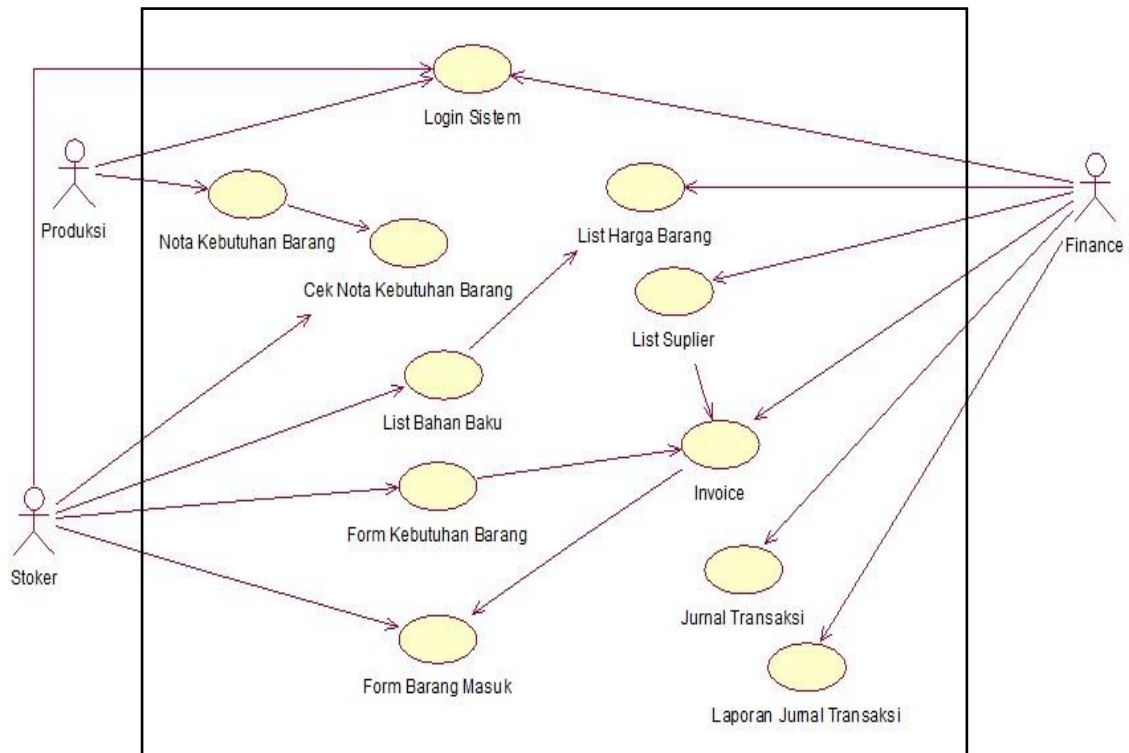 Login Sistem
Produksi
Nota Kebutuhan Barang
Cek Nota Kebutuhan Barang
List Harga Barang
Finance
List Suplier
List Bahan Baku
Invoice
Form Kebutuhan Barang
Stoker
Jurnal Transaksi
Form Barang Masuk
Laporan Jurnal Transaksi